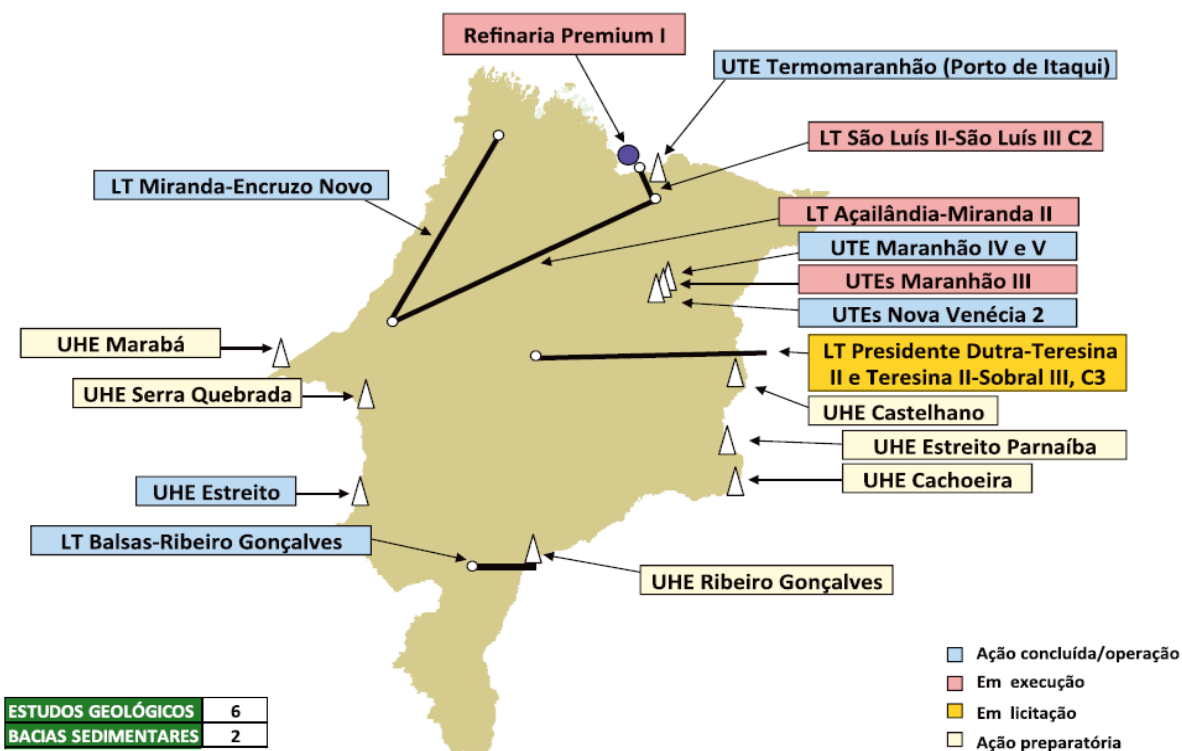 Refinaria Premium I
UTE Termomaranhão (Porto de Itaqui)
LT São Luís II-São Luís III C2
LT Miranda-Encruzo Novo
LT Açailândia-Miranda II
UTE Maranhão IV e V
UTEs Maranhão III
UTEs Nova Venécia 2
UHE Marabá
LT Presidente Dutra-Teresina
II e Teresina II-Sobral III, C3
UHE Serra Quebrada
UHE Castelhano
UHE Estreito Parnaíba
UHE Cachoeira
UHE Estreito
LT Balsas-Ribeiro Gonçalves
UHE Ribeiro Gonçalves
Ação concluída/operação
Em execução
Em licitação
Ação preparatória
ESTUDOS GEOLÓGICOS 6
BACIAS SEDIMENTARES 2